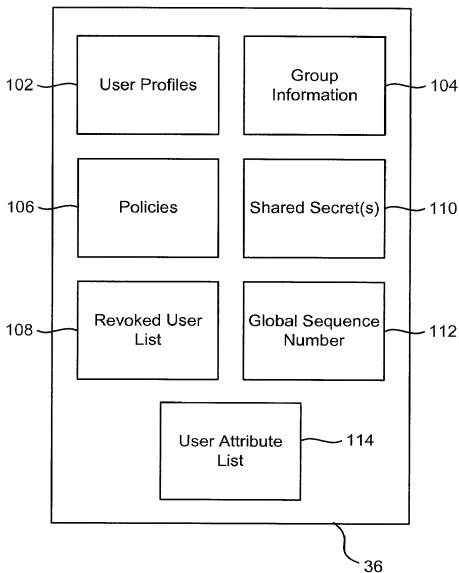 102
User Profiles
Group
Information
104
106
Policies
Shared Secret(s)
110
108
Revoked User
List
Global Sequence
Number
112
User Attribute
List
114
36